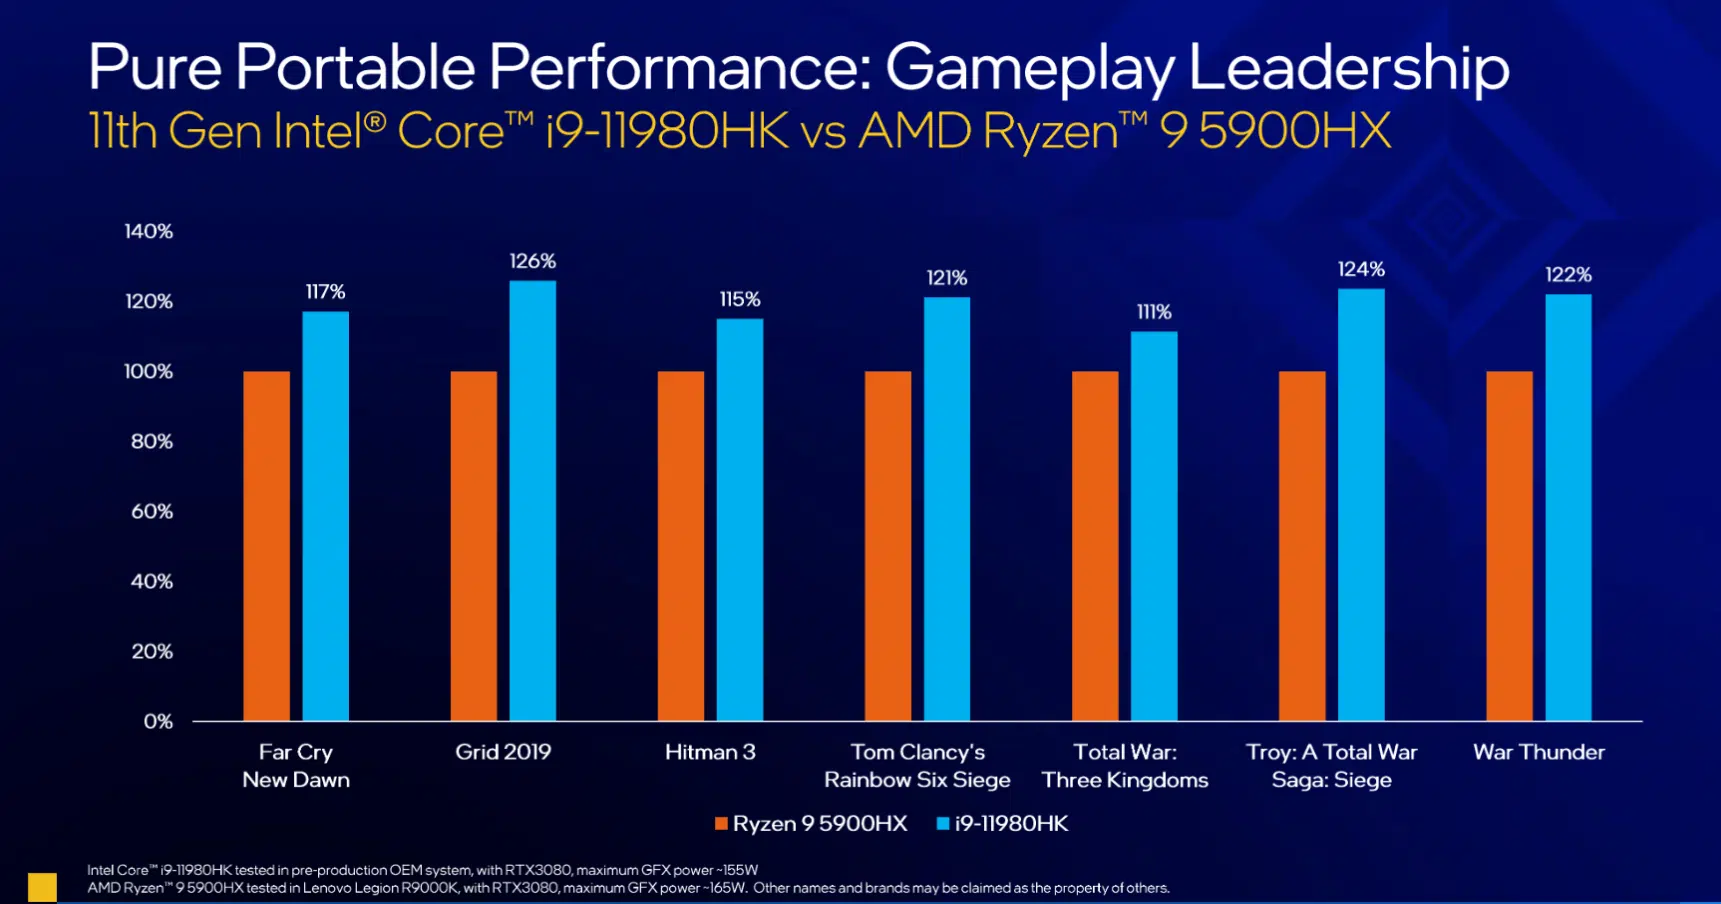 Pure Portable Performance: Gameplay Leadership
11th Gen Intel® Core™ i9-11980HK vs AMD Ryzen™ 9 5900HX
140%
120%
100%
80%
60%
40%
20%
0%
117%
126%
115%
121%
111%
124%
122%
Far Cry
New Dawn
Grid 2019
Hitman 3
Tom Clancy's
Rainbow Six Siege
Total War:
Three Kingdoms
Troy: A Total War
Saga: Siege
War Thunder
Ryzen 9 5900HX
i9-11980HK
Intel Core™ i9-11980HK tested in pre-production OEM system, with RTX3080, maximum GFX power ~155W
AMD Ryzen™ 9 5900HX tested in Lenovo Legion R9000K, with RTX3080, maximum GFX power ~165W. Other names and brands may be claimed as the property of others.